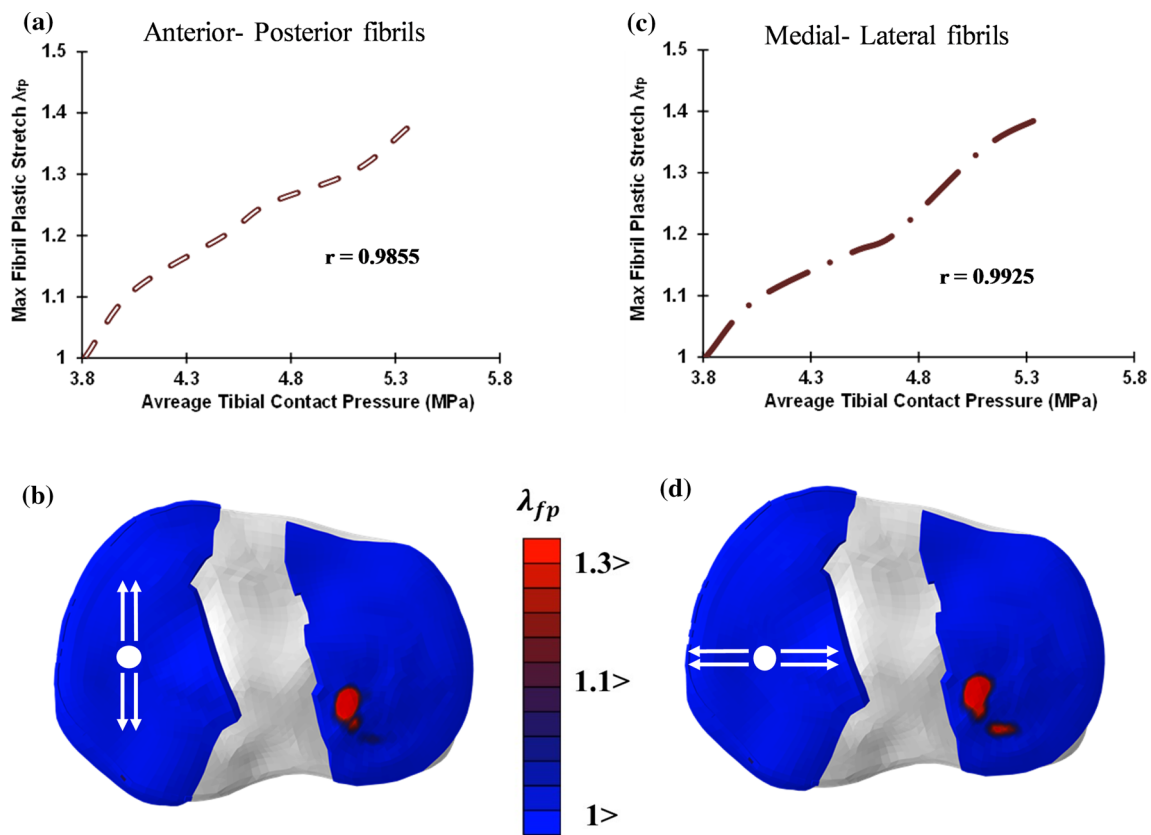 (a)
Anterior- Posterior fibrils
Max Fibril Plastic Stretch λfp
1.5
1.4
1.3
1.2
1.1
1
r = 0.9855
3.8
4.3
4.8
5.3
5.8
Avreage Tibial Contact Pressure (MPa)
(c)
Medial- Lateral fibrils
Max Fibril Plastic Stretch λfp
1.5
1.4
1.3
1.2
1.1
1
r = 0.9925
3.8
4.3
4.8
5.3
5.8
Avreage Tibial Contact Pressure (MPa)
(b)
λfp
1.3>
1.1>
1>
(d)